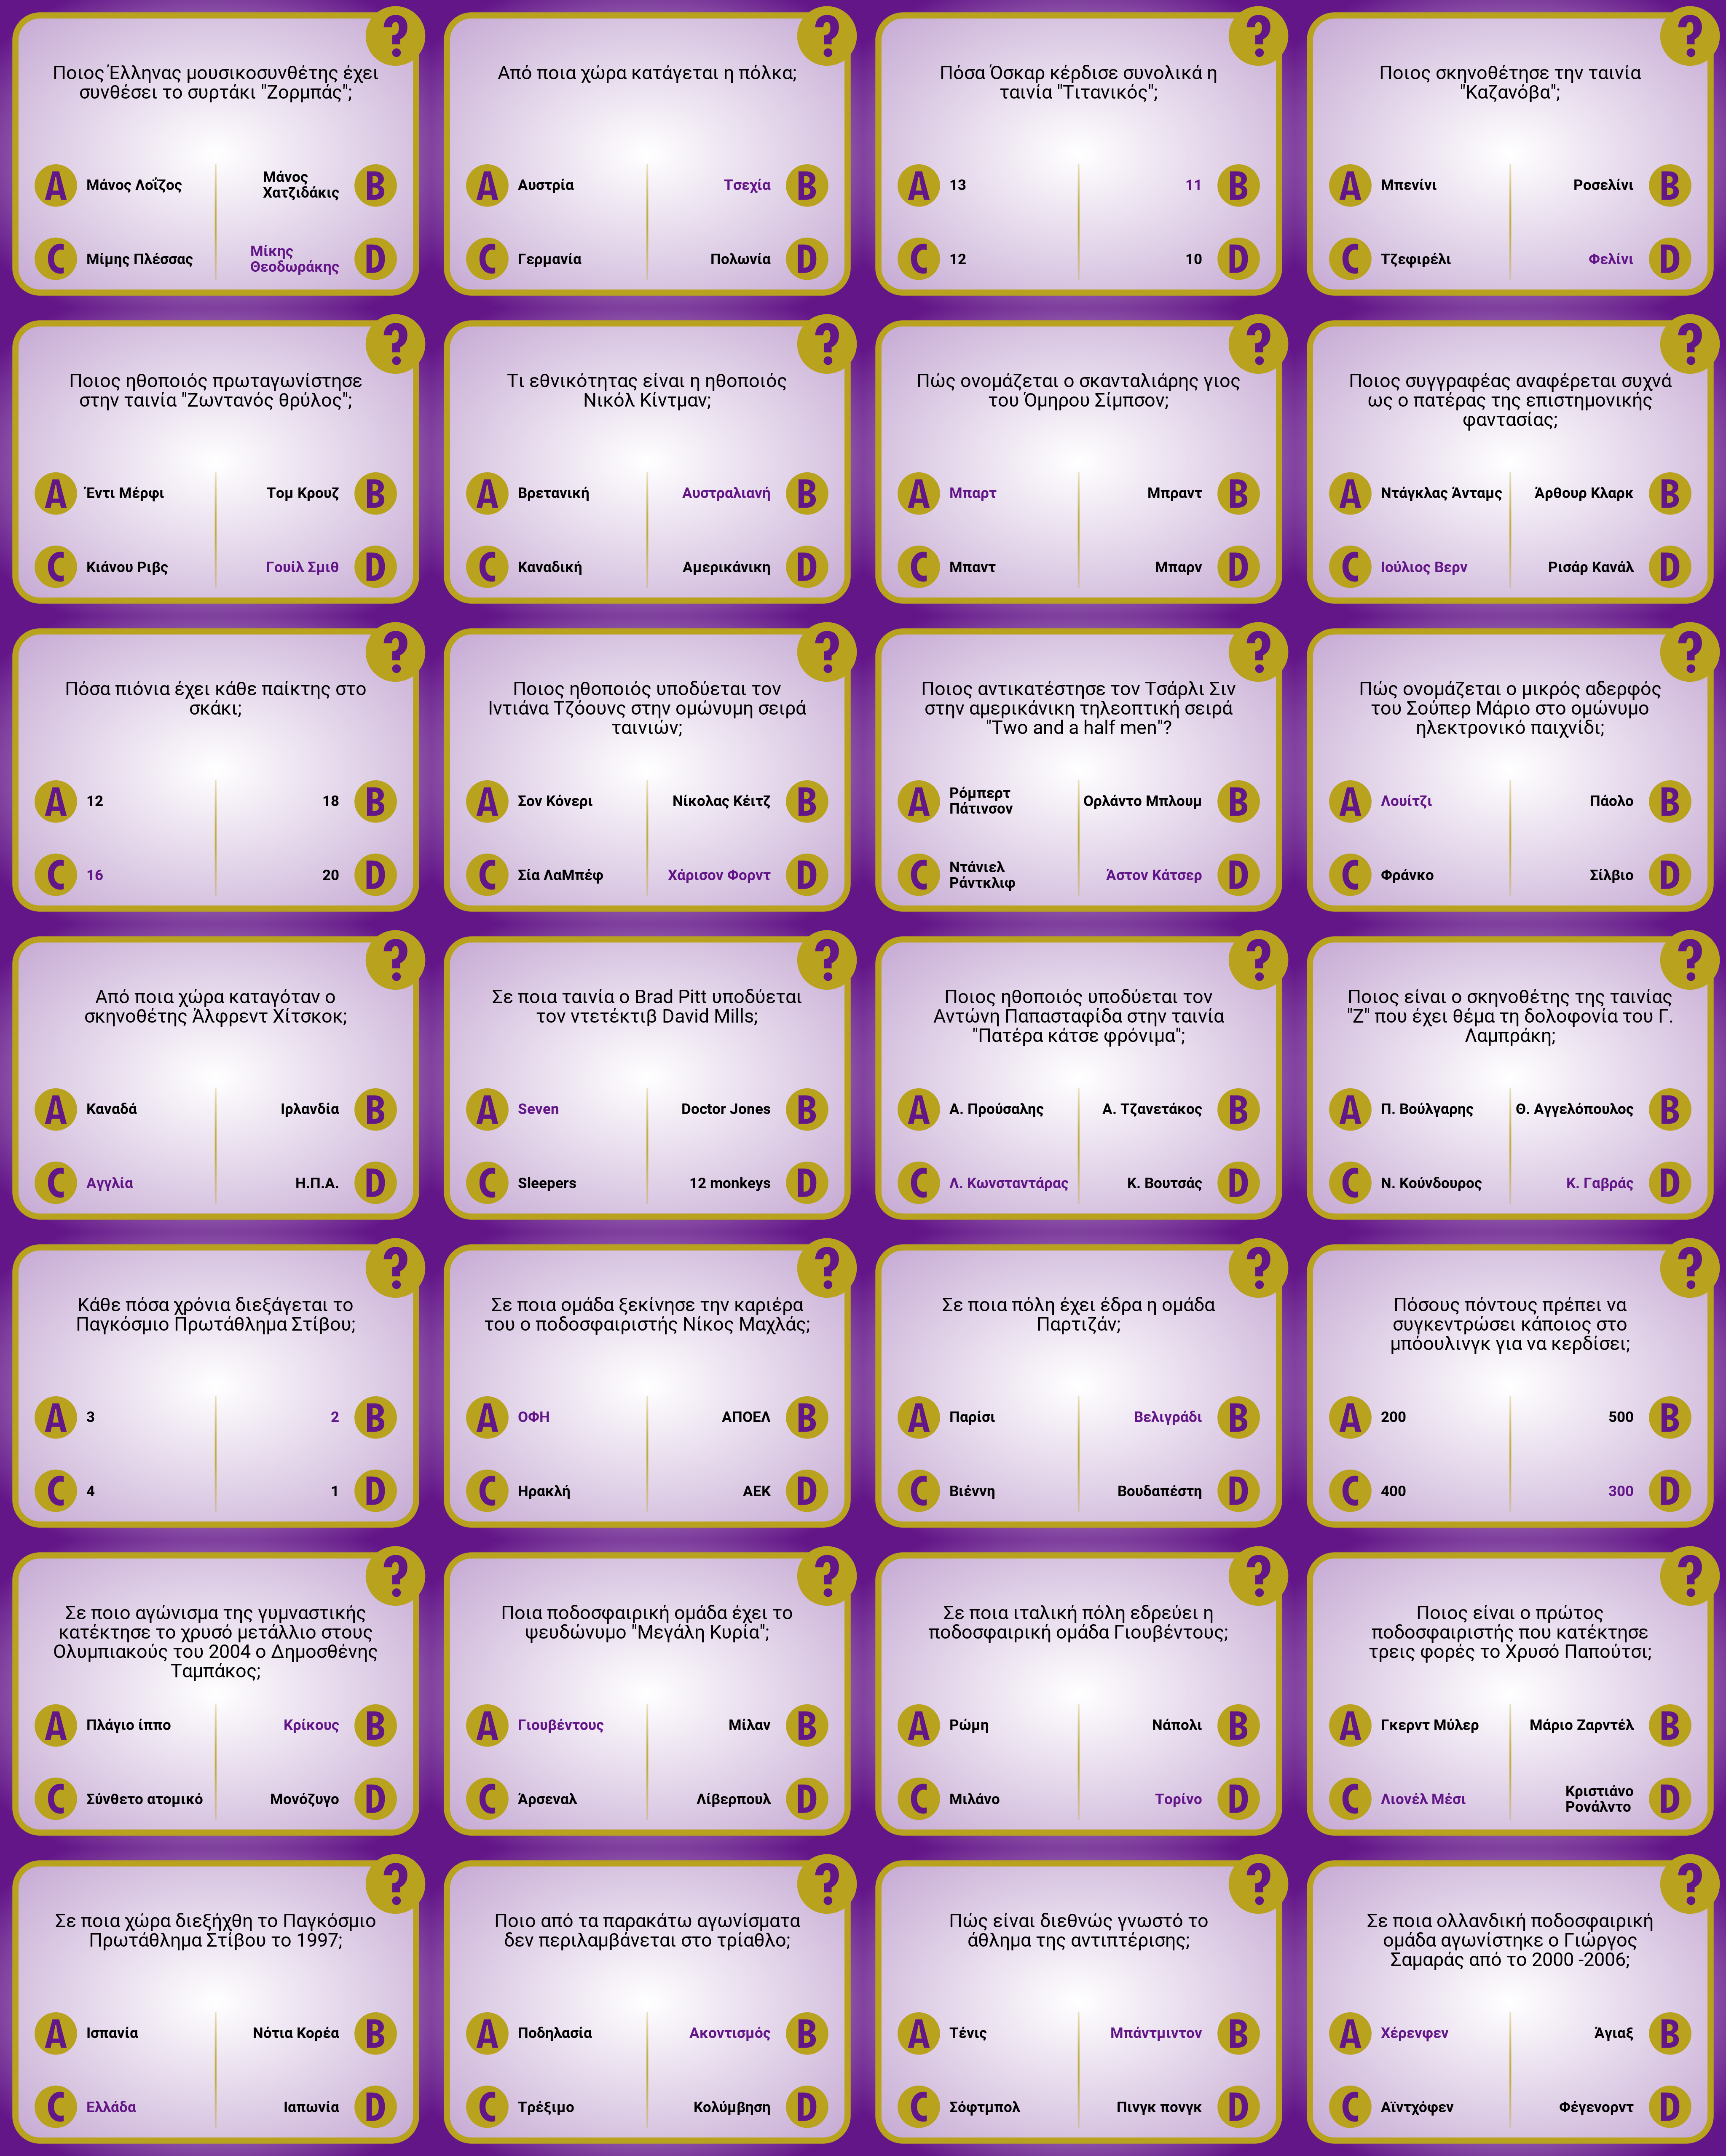 ?
Ποιος Έλληνας μουσικοσυνθέτης έχει
συνθέσει το συρτάκι "Ζορμπάς";
A Μάνος Λοΐζος
Μάνος
Χατζιδάκις B
C Μίμης Πλέσσας
Μίκης
Θεοδωράκης D
?
Από ποια χώρα κατάγεται η πόλκα;
A Αυστρία
Τσεχία B
C Γερμανία
Πολωνία D
?
Πόσα Όσκαρ κέρδισε συνολικά η
ταινία "Τιτανικός";
A 13
11 B
C 12
10 D
?
Ποιος σκηνοθέτησε την ταινία
"Καζανόβα";
A Μπενίνι
Ροσελίνι B
C Τζεφιρέλι
Φελίνι D
?
Ποιος ηθοποιός πρωταγωνίστησε
στην ταινία "Ζωντανός θρύλος";
A Έντι Μέρφι
Τομ Κρουζ B
C Κιάνου Ριβς
Γουίλ Σμιθ D
?
Τι εθνικότητας είναι η ηθοποιός
Νικόλ Κίντμαν;
A Βρετανική
Αυστραλιανή B
C Καναδική
Αμερικάνικη D
?
Πώς ονομάζεται ο σκανταλιάρης γιος
του Όμηρου Σίμπσον;
A Μπαρτ
Μπραντ B
C Μπαντ
Μπαρν D
?
Ποιος συγγραφέας αναφέρεται συχνά
ως ο πατέρας της επιστημονικής
φαντασίας;
A Ντάγκλας Άνταμς
Άρθουρ Κλαρκ B
C Ιούλιος Βερν
Ρισάρ Κανάλ D
?
Πόσα πιόνια έχει κάθε παίκτης στο
σκάκι;
A 12
18 B
C 16
20 D
?
Ποιος ηθοποιός υποδύεται τον
Ιντιάνα Τζόουνς στην ομώνυμη σειρά
ταινιών;
A Σον Κόνερι
Νίκολας Κέιτζ B
C Σία ΛαΜπέφ
Χάρισον Φορντ D
?
Ποιος αντικατέστησε τον Τσάρλι Σιν
στην αμερικάνικη τηλεοπτική σειρά
"Two and a half men"?
A Ρόμπερτ
Πάτινσον
Ορλάντο Μπλουμ B
C Ντάνιελ
Ράντκλιφ
Άστον Κάτσερ D
?
Πώς ονομάζεται ο μικρός αδερφός
του Σούπερ Μάριο στο ομώνυμο
ηλεκτρονικό παιχνίδι;
A Λουίτζι
Πάολο B
C Φράνκο
Σίλβιο D
?
Από ποια χώρα καταγόταν ο
σκηνοθέτης Άλφρεντ Χίτσκοκ;
A Καναδά
Ιρλανδία B
C Αγγλία
Η.Π.Α. D
?
Σε ποια ταινία ο Brad Pitt υποδύεται
τον ντετέκτιβ David Mills;
A Seven
Doctor Jones B
C Sleepers
12 monkeys D
?
Ποιος ηθοποιός υποδύεται τον
Αντώνη Παπασταφίδα στην ταινία
"Πατέρα κάτσε φρόνιμα";
A Α. Προύσαλης
Α. Τζανετάκος B
C Λ. Κωνσταντάρας
Κ. Βουτσάς D
?
Ποιος είναι ο σκηνοθέτης της ταινίας
"Ζ" που έχει θέμα τη δολοφονία του Γ.
Λαμπράκη;
A Π. Βούλγαρης
Θ. Αγγελόπουλος B
C Ν. Κούνδουρος
Κ. Γαβράς D
?
Κάθε πόσα χρόνια διεξάγεται το
Παγκόσμιο Πρωτάθλημα Στίβου;
A 3
2 B
C 4
1 D
?
Σε ποια ομάδα ξεκίνησε την καριέρα
του ο ποδοσφαιριστής Νίκος Μαχλάς;
A ΟΦΗ
ΑΠΟΕΛ B
C Ηρακλή
ΑΕΚ D
?
Σε ποια πόλη έχει έδρα η ομάδα
Παρτιζάν;
A Παρίσι
Βελιγράδι B
C Βιέννη
Βουδαπέστη D
?
Πόσους πόντους πρέπει να
συγκεντρώσει κάποιος στο
μπόουλινγκ για να κερδίσει;
A 200
500 B
C 400
300 D
?
Σε ποιο αγώνισμα της γυμναστικής
κατέκτησε το χρυσό μετάλλιο στους
Ολυμπιακούς του 2004 ο Δημοσθένης
Ταμπάκος;
A Πλάγιο ίππο
Κρίκους B
C Σύνθετο ατομικό
Μονόζυγο D
?
Ποια ποδοσφαιρική ομάδα έχει το
ψευδώνυμο "Μεγάλη Κυρία";
A Γιουβέντους
Μίλαν B
C Άρσεναλ
Λίβερπουλ D
?
Σε ποια ιταλική πόλη εδρεύει η
ποδοσφαιρική ομάδα Γιουβέντους;
A Ρώμη
Νάπολι B
C Μιλάνο
Τορίνο D
?
Ποιος είναι ο πρώτος
ποδοσφαιριστής που κατέκτησε
τρεις φορές το Χρυσό Παπούτσι;
A Γκερντ Μύλερ
Μάριο Ζαρντέλ B
C Λιονέλ Μέσι
Κριστιάνο
Ρονάλντο D
?
Σε ποια χώρα διεξήχθη το Παγκόσμιο
Πρωτάθλημα Στίβου το 1997;
A Ισπανία
Νότια Κορέα B
C Ελλάδα
Ιαπωνία D
?
Ποιο από τα παρακάτω αγωνίσματα
δεν περιλαμβάνεται στο τρίαθλο;
A Ποδηλασία
Ακοντισμός B
C Τρέξιμο
Κολύμβηση D
?
Πώς είναι διεθνώς γνωστό το
άθλημα της αντιπτέρισης;
A Τένις
Μπάντμιντον B
C Σόφτμπολ
Πινγκ πονγκ D
?
Σε ποια ολλανδική ποδοσφαιρική
ομάδα αγωνίστηκε ο Γιώργος
Σαμαράς από το 2000 -2006;
A Χέρενφεν
Άγιαξ B
C Αϊντχόφεν
Φέγενορντ D